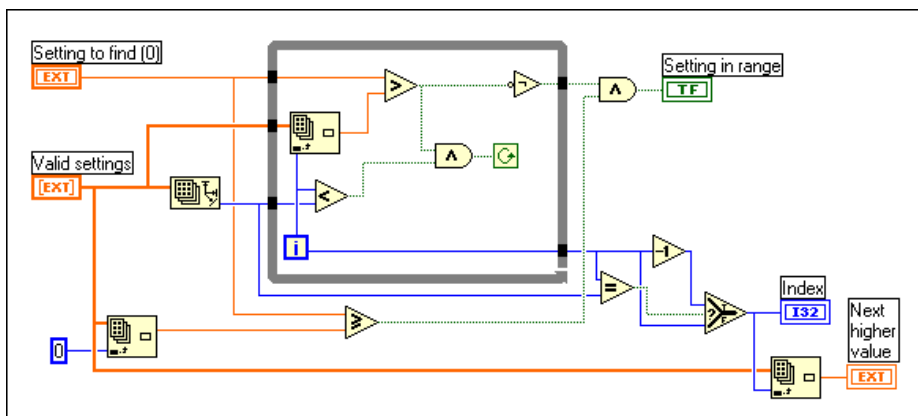 Setting to find (0)
EXT
Setting in range
TF
Valid settings
[EXT]
i
-1
=
?
T
F
Index
I32
0
Next
higher
value
EXT